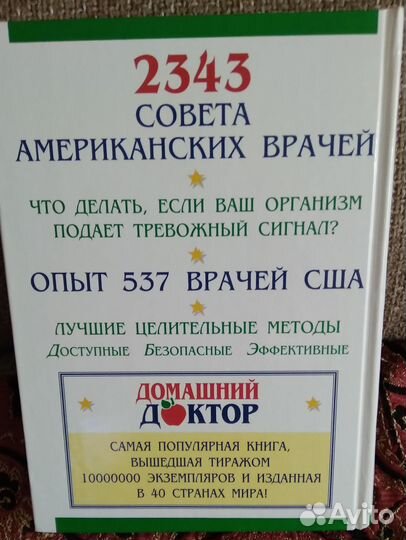 2343
СОВЕТА
АМЕРИКАНСКИХ ВРАЧЕЙ
ЧТО ДЕЛАТЬ, ЕСЛИ ВАШ ОРГАНИЗМ
ПОДАЕТ ТРЕВОЖНЫЙ СИГНАЛ?
ОПЫТ 537 ВРАЧЕЙ США
ЛУЧШИЕ ЦЕЛИТЕЛЬНЫЕ МЕТОДЫ
ДОСТУПНЫЕ БЕЗОПАСНЫЕ ЭФФЕКТИВНЫЕ
ДОМАШНИЙ
ДОКТОР
САМАЯ ПОПУЛЯРНАЯ КНИГА,
ВЫШЕДШАЯ ТИРАЖОМ
10000000 ЭКЗЕМПЛЯРОВ И ИЗДАННАЯ
В 40 СТРАНАХ МИРА!
Avito